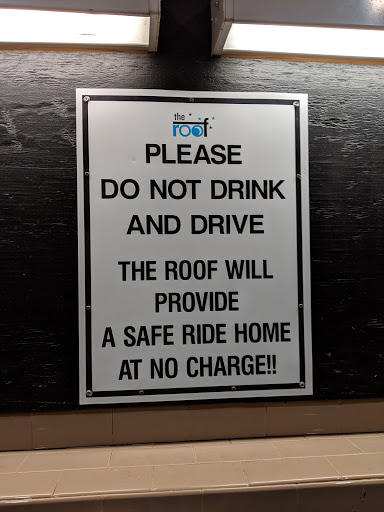 the
roof
PLEASE
DO NOT DRINK
AND DRIVE
THE ROOF WILL
PROVIDE
A SAFE RIDE HOME
AT NO CHARGE!!